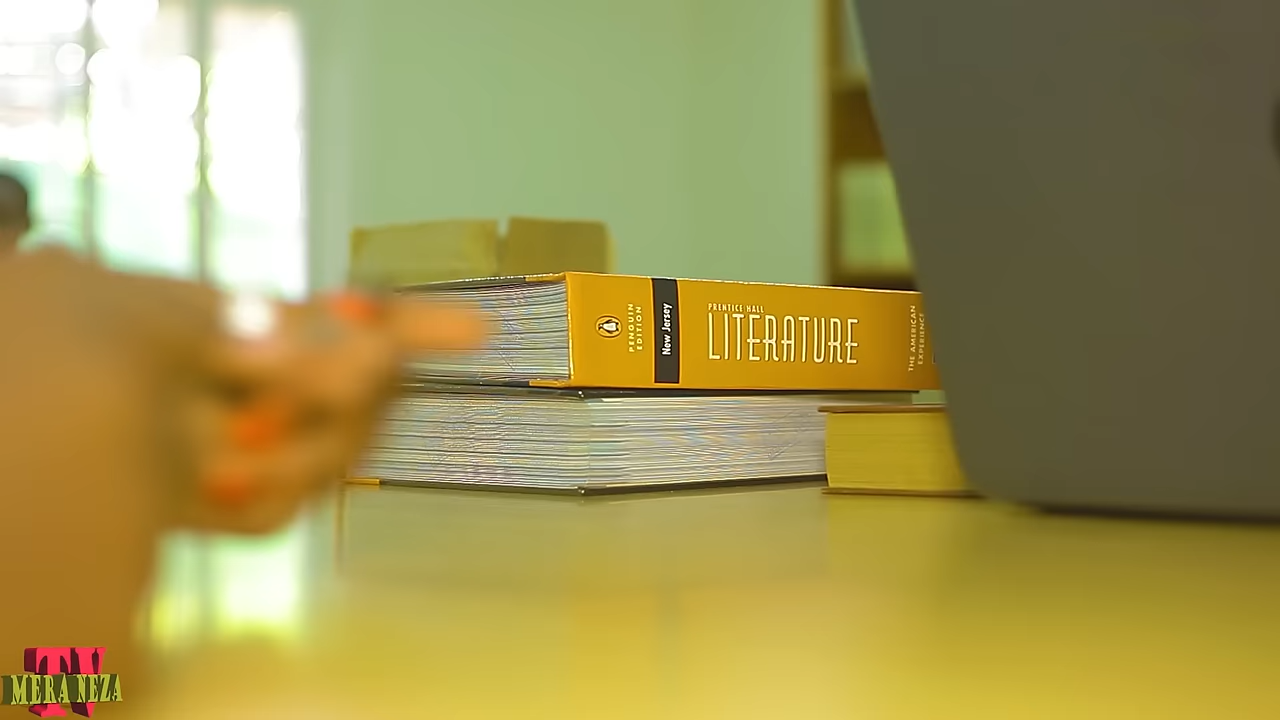 PENGUIN
EDITION
New Jersey
PRENTICE HALL
LITERATURE
THE AMERICAN
EXPERIENCE
TV
MERA NEZA